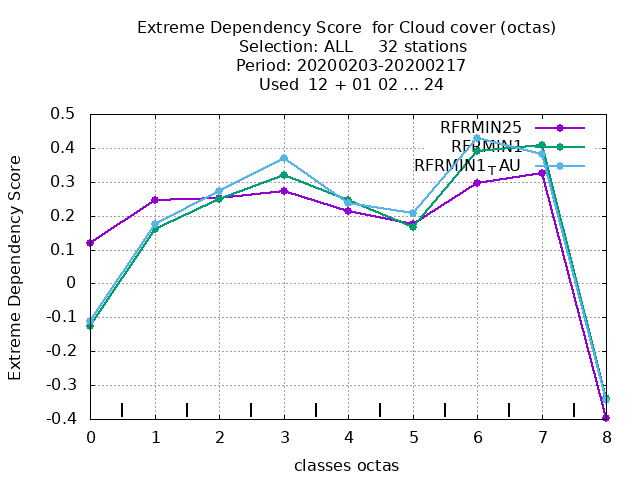 Extreme Dependency Score  for Cloud cover (octas)
Selection: ALL     32 stations
Period: 20200203-20200217
Used  12 + 01 02 ... 24
RFRMIN25
RFRMIN1
RFRMIN1TAU
Extreme Dependency Score
0.5
0.4
0.3
0.2
0.1
0
-0.1
-0.2
-0.3
-0.4
0 1 2 3 4 5 6 7 8
classes octas